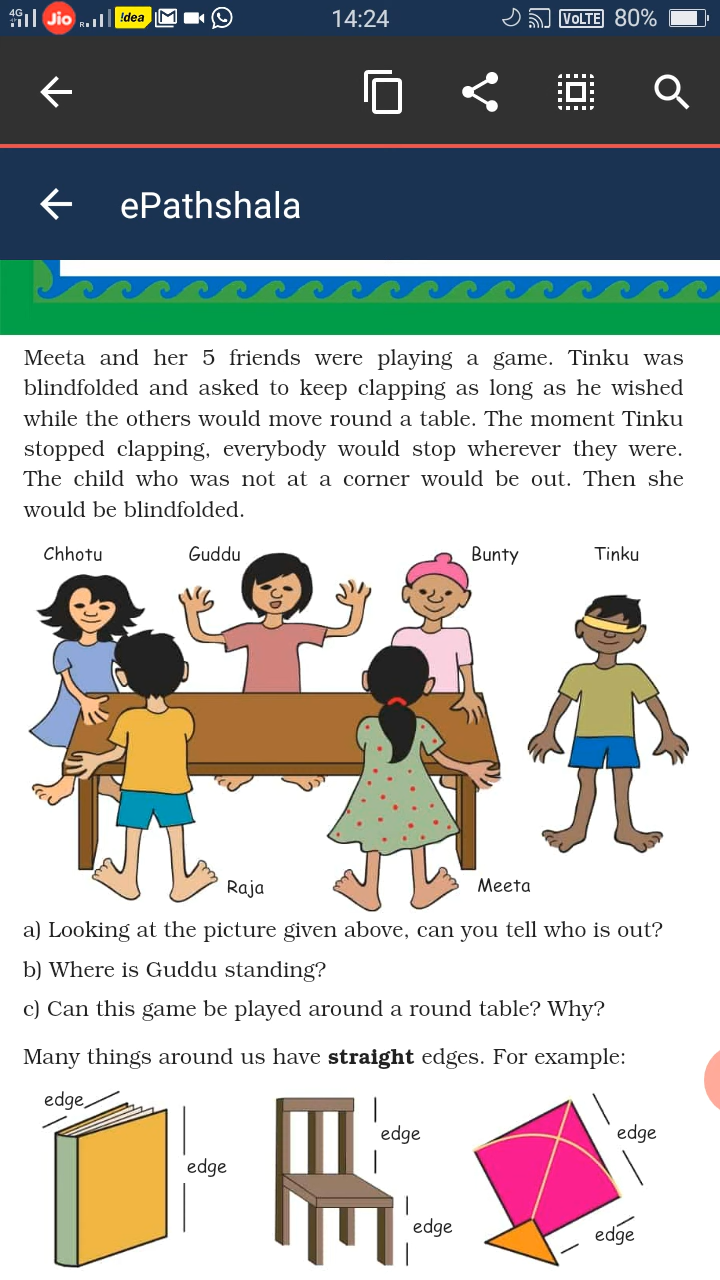 4G Jio R !dea 14:24 VoLTE 80%
ePathshala
Meeta and her 5 friends were playing a game. Tinku was
blindfolded and asked to keep clapping as long as he wished
while the others would move round a table. The moment Tinku
stopped clapping, everybody would stop wherever they were.
The child who was not at a corner would be out. Then she
would be blindfolded.
Chhotu Guddu Bunty Tinku
Raja Meeta
a) Looking at the picture given above, can you tell who is out?
b) Where is Guddu standing?
c) Can this game be played around a round table? Why?
Many things around us have straight edges. For example:
edge
edge edge
edge
edge
edge